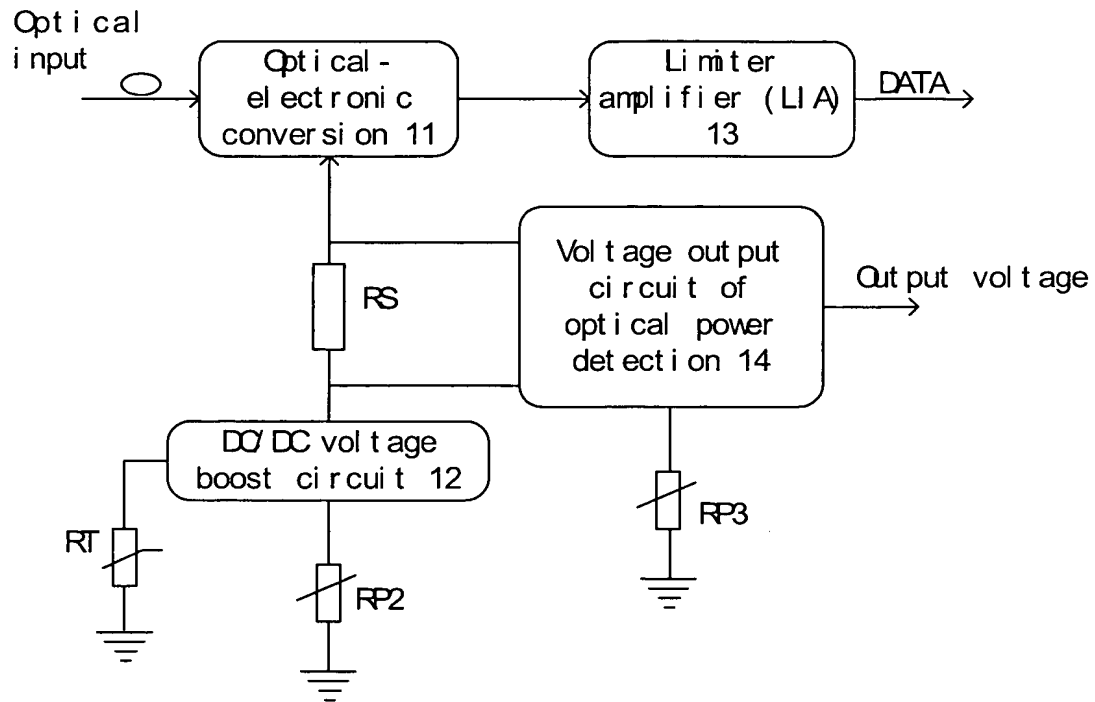 Optical
input
Optical-
electronic
conversion 11
Limiter
amplifier (LIA)
13
DATA
RS
Voltage output
circuit of
optical power
detection 14
Output voltage
DC/DC voltage
boost circuit 12
RT
RP2
RP3